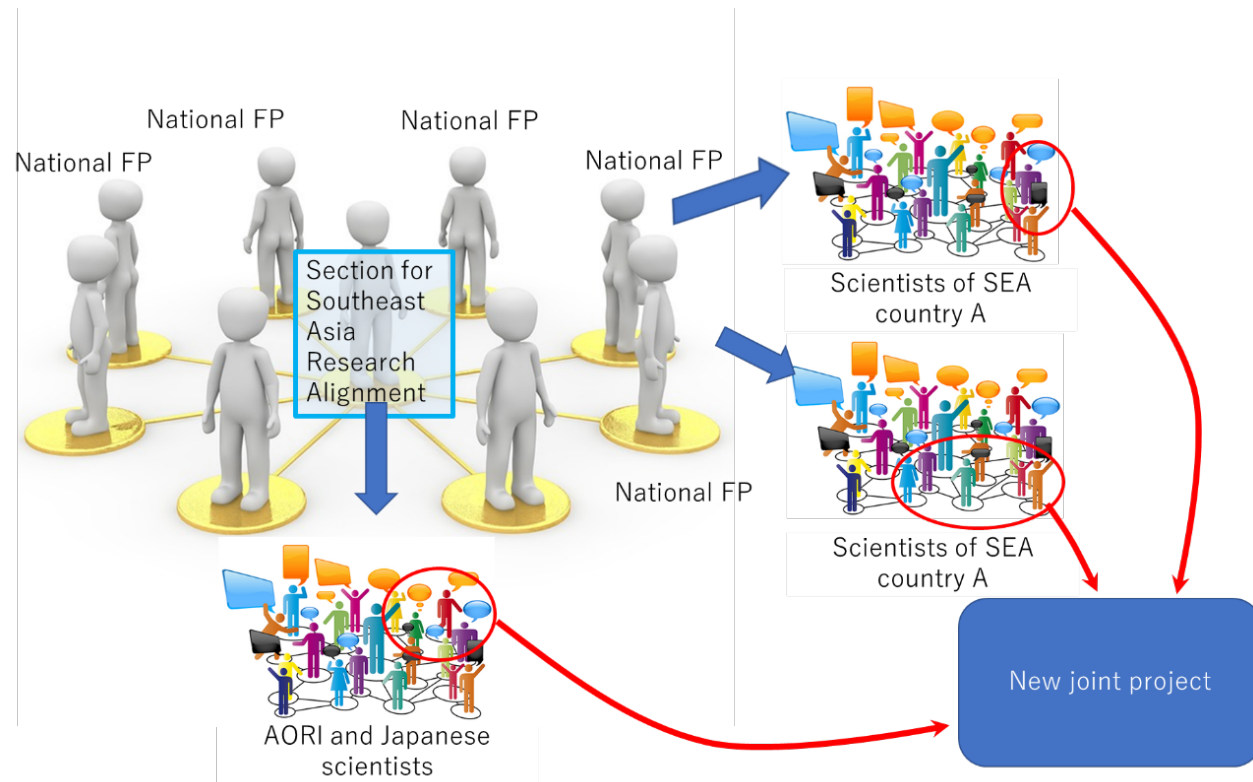 National FP
National FP
National FP
National FP
Section for
Southeast
Asia
Research
Alignment
National FP
Scientists of SEA
country A
Scientists of SEA
country A
AORI and Japanese
scientists
New joint project